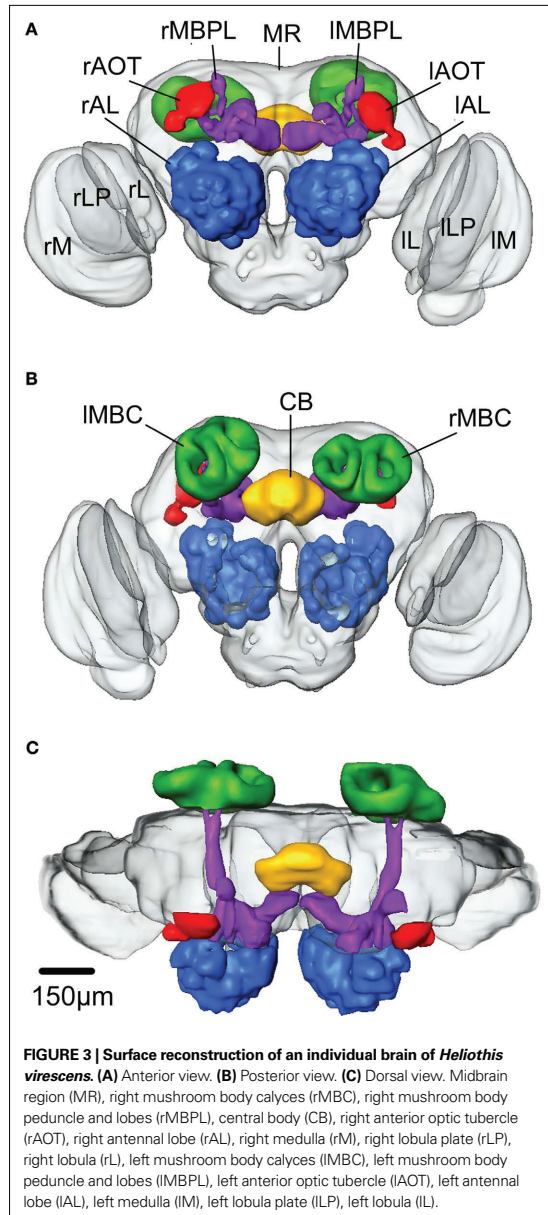 A
rMBPL MR lMBPL
rAOT lAOT
rAL lAL
rLP rL rM lL lLP lM
B
lMBC CB rMBC
C
150μm
FIGURE 3 | Surface reconstruction of an individual brain of Heliothis
virescens. (A) Anterior view. (B) Posterior view. (C) Dorsal view. Midbrain
region (MR), right mushroom body calyces (rMBC), right mushroom body
peduncle and lobes (rMBPL), central body (CB), right anterior optic tubercle
(rAOT), right antennal lobe (rAL), right medulla (rM), right lobula plate (rLP),
right lobula (rL), left mushroom body calyces (lMBC), left mushroom body
peduncle and lobes (lMBPL), left anterior optic tubercle (lAOT), left antennal
lobe (lAL), left medulla (lM), left lobula plate (lLP), left lobula (lL).